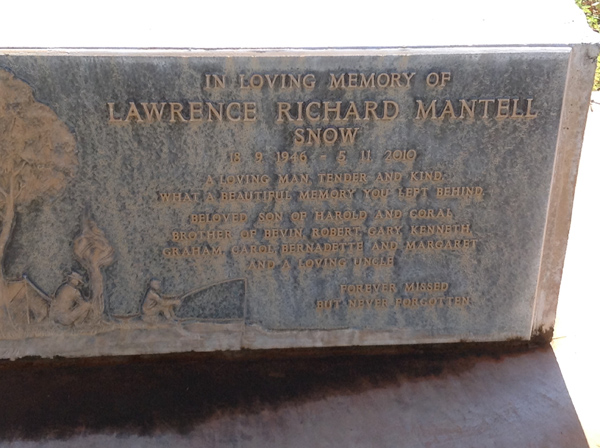 IN LOVING MEMORY OF
LAWRENCE RICHARD MANTELL
SNOW
18. 9. 1946 - 5. 11. 2010
A LOVING MAN, TENDER AND KIND,
WHAT A BEAUTIFUL MEMORY YOU LEFT BEHIND.
BELOVED SON OF HAROLD AND CORAL
BROTHER OF BEVIN, ROBERT, GARY, KENNETH,
GRAHAM, CAROL, BERNADETTE AND MARGARET
AND A LOVING UNCLE
FOREVER MISSED
BUT NEVER FORGOTTEN